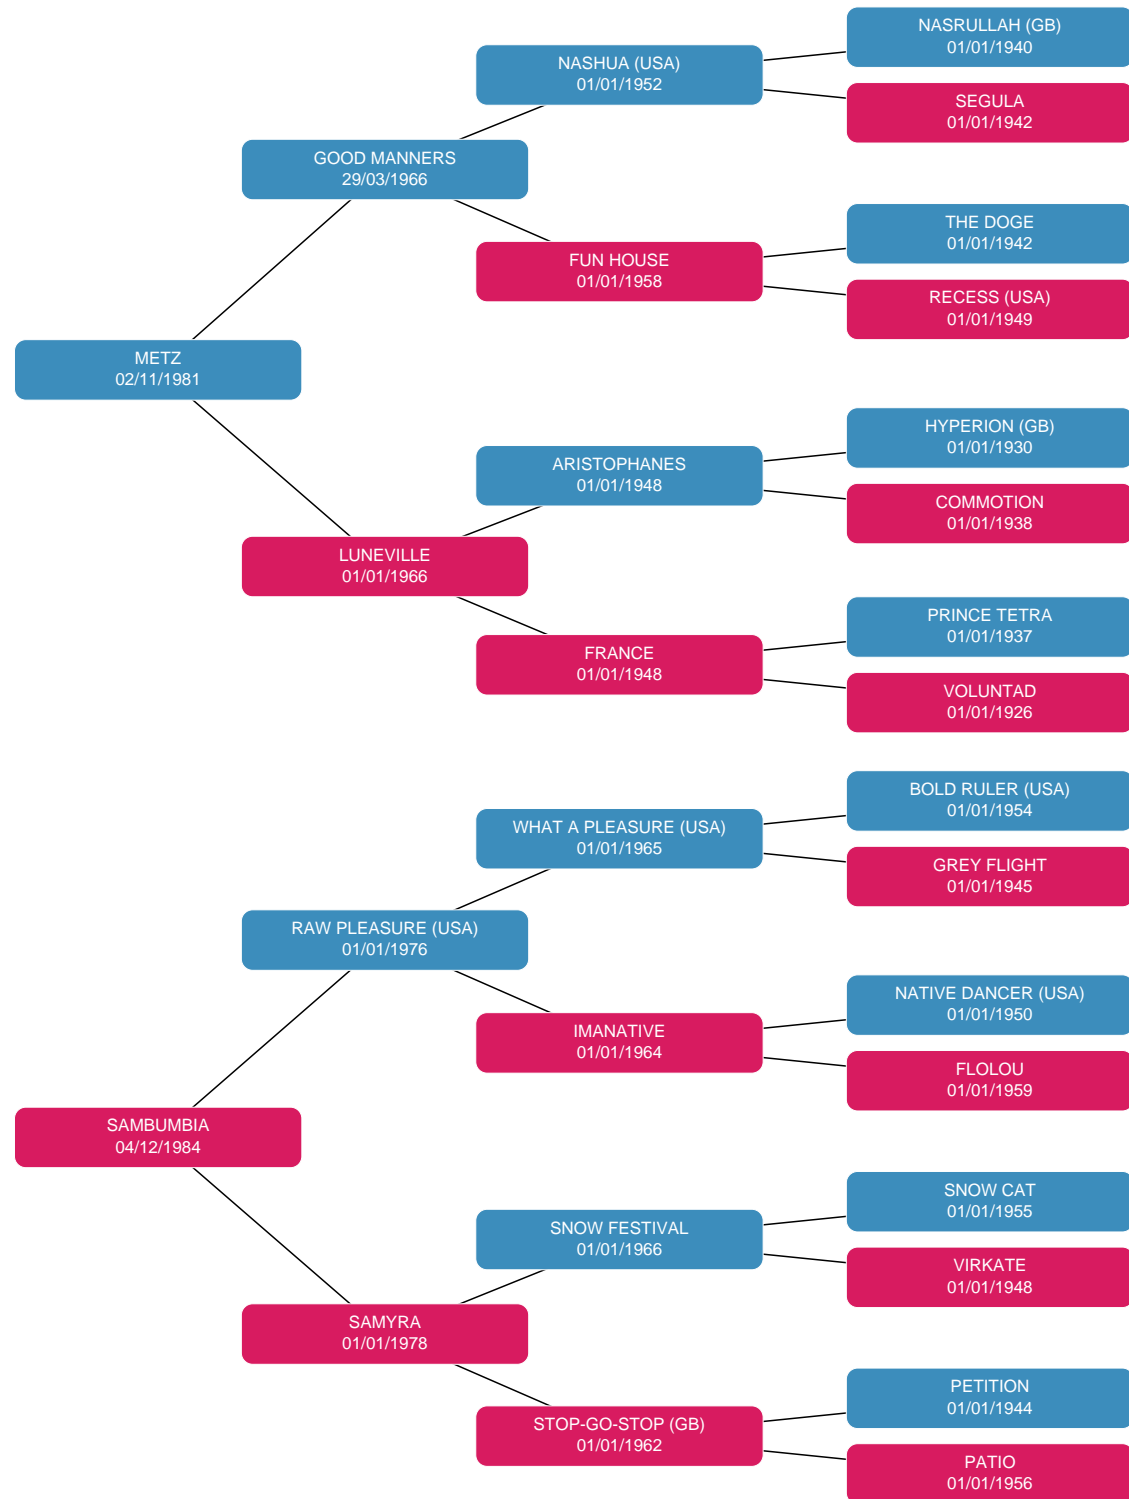 NASRULLAH (GB)
01/01/1940
NASHUA (USA)
01/01/1952
SEGULA
01/01/1942
GOOD MANNERS
29/03/1966
THE DOGE
01/01/1942
FUN HOUSE
01/01/1958
RECESS (USA)
01/01/1949
METZ
02/11/1981
HYPERION (GB)
01/01/1930
ARISTOPHANES
01/01/1948
COMMOTION
01/01/1938
LUNEVILLE
01/01/1966
PRINCE TETRA
01/01/1937
FRANCE
01/01/1948
VOLUNTAD
01/01/1926
BOLD RULER (USA)
01/01/1954
WHAT A PLEASURE (USA)
01/01/1965
GREY FLIGHT
01/01/1945
RAW PLEASURE (USA)
01/01/1976
NATIVE DANCER (USA)
01/01/1950
IMANATIVE
01/01/1964
FLOLOU
01/01/1959
SAMBUMBIA
04/12/1984
SNOW CAT
01/01/1955
SNOW FESTIVAL
01/01/1966
VIRKATE
01/01/1948
SAMYRA
01/01/1978
PETITION
01/01/1944
STOP-GO-STOP (GB)
01/01/1962
PATIO
01/01/1956